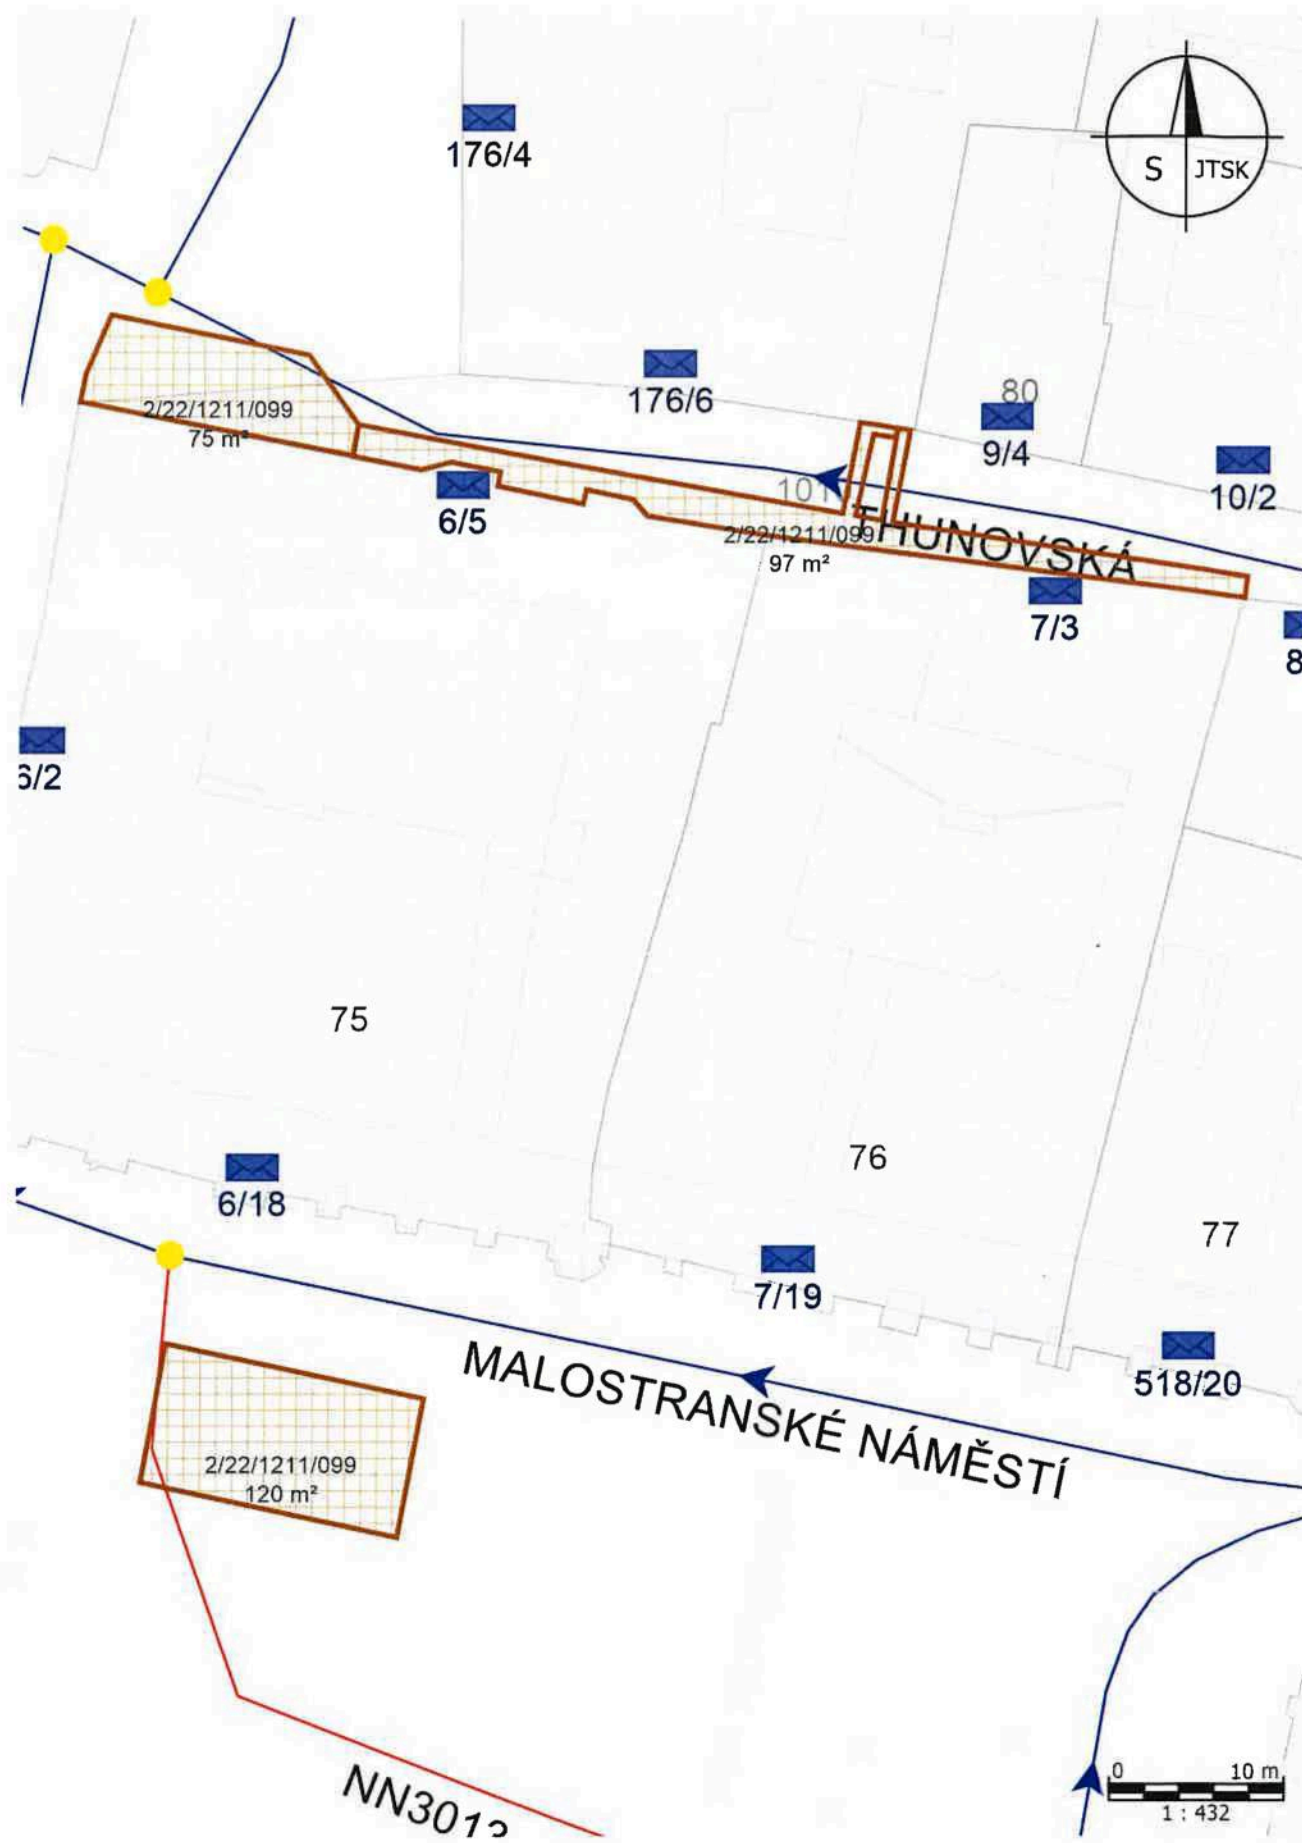 176/4
S JTSK
176/6
80
9/4
10/2
2/22/1211/099
75 m²
6/5
101
THUNOVSKÁ
2/22/1211/099
97 m²
7/3
8
6/2
75
76
77
6/18
7/19
518/20
MALOSTRANSKÉ NÁMĚSTÍ
2/22/1211/099
120 m²
0 10 m
1 : 432